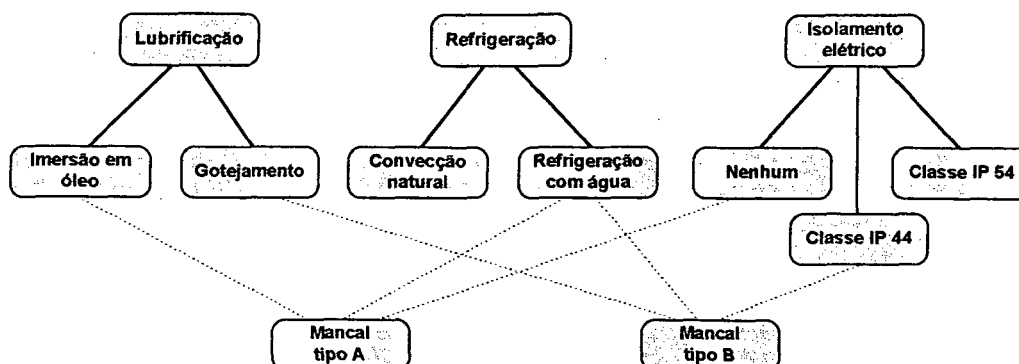 Lubrificação
Refrigeração
Isolamento
elétrico
Imersão em
óleo
Gotejamento
Convecção
natural
Refrigeração
com água
Nenhum
Classe IP 54
Classe IP 44
Mancal
tipo A
Mancal
tipo B